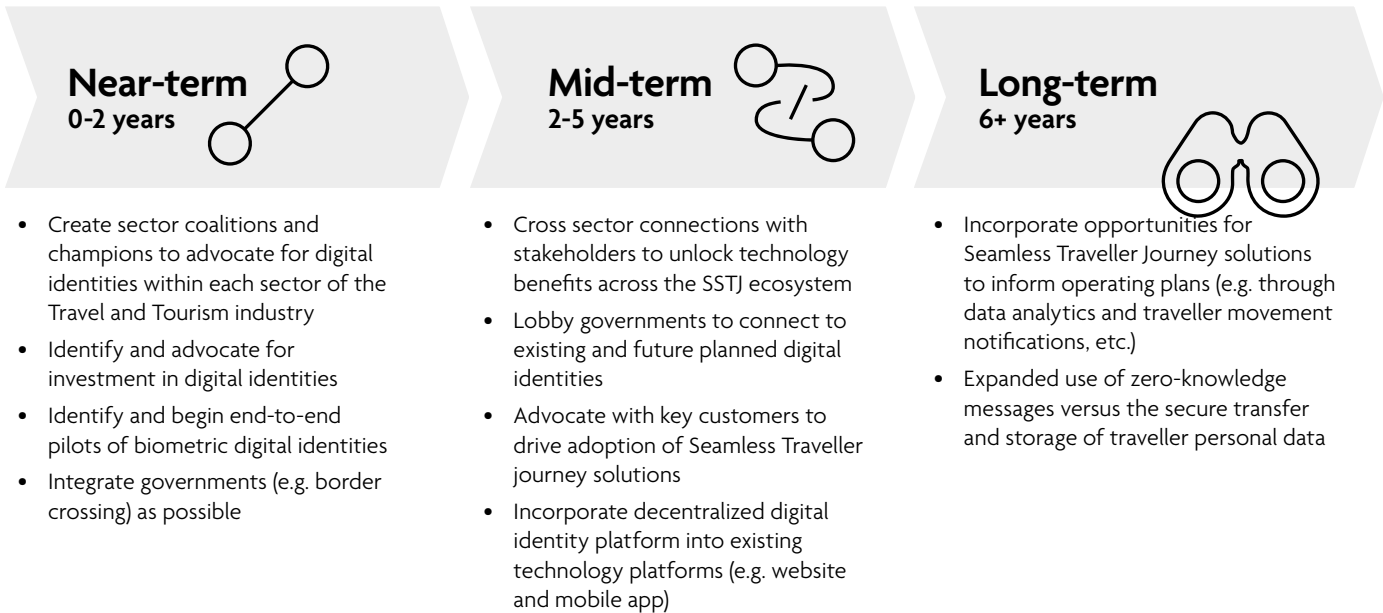 Near-term
0-2 years
• Create sector coalitions and
champions to advocate for digital
identities within each sector of the
Travel and Tourism industry
• Identify and advocate for
investment in digital identities
• Identify and begin end-to-end
pilots of biometric digital identities
• Integrate governments (e.g. border
crossing) as possible
Mid-term
2-5 years
• Cross sector connections with
stakeholders to unlock technology
benefits across the SSTJ ecosystem
• Lobby governments to connect to
existing and future planned digital
identities
• Advocate with key customers to
drive adoption of Seamless Traveller
journey solutions
• Incorporate decentralized digital
identity platform into existing
technology platforms (e.g. website
and mobile app)
Long-term
6+ years
• Incorporate opportunities for
Seamless Traveller Journey solutions
to inform operating plans (e.g. through
data analytics and traveller movement
notifications, etc.)
• Expanded use of zero-knowledge
messages versus the secure transfer
and storage of traveller personal data